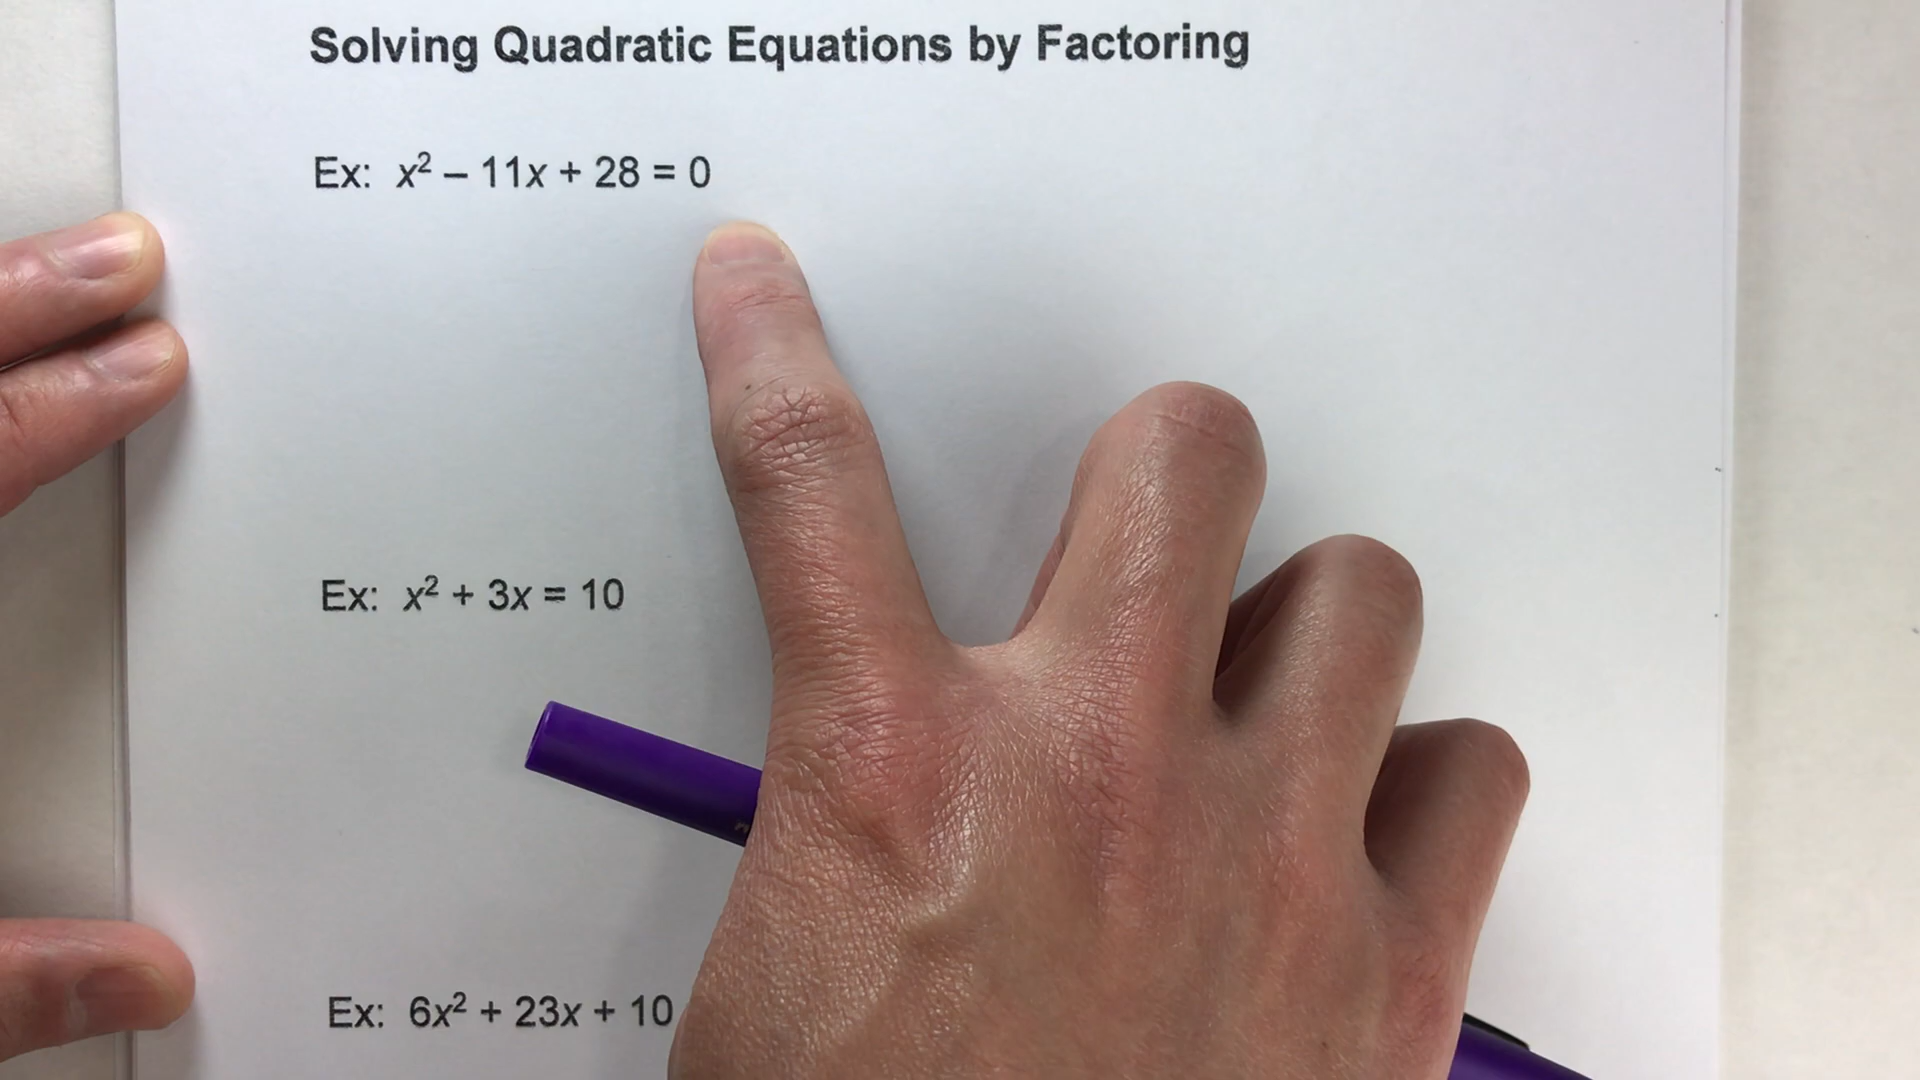 Solving Quadratic Equations by Factoring
Ex: x² – 11x + 28 = 0
Ex: x² + 3x = 10
Ex: 6x² + 23x + 10